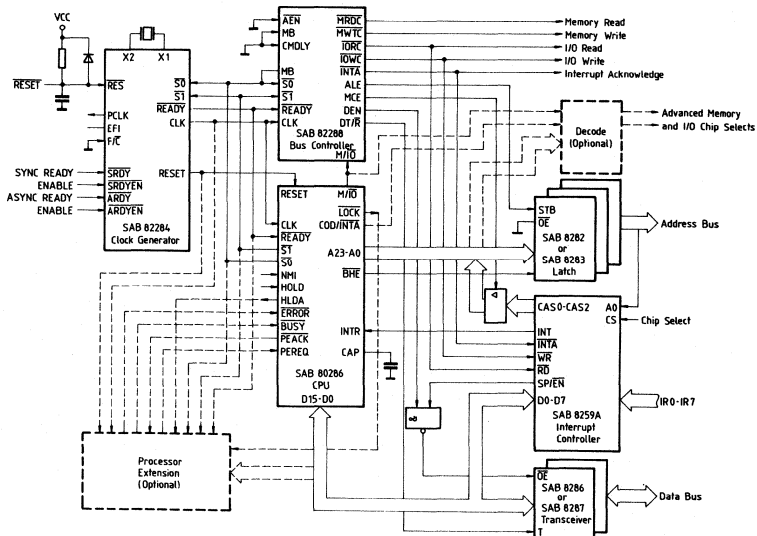 VCC
RESET
X2 X1
RES
S0
S1
READY
CLK
PCLK
EFI
F/C
RESET
SYNC READY
ENABLE
ASYNC READY
ENABLE
SRDY
SRDYEN
ARDY
ARDYEN
SAB 82284
Clock Generator
AEN
MB
CMDLY
MB
S0
S1
READY
CLK
MRDC
MWTC
IORC
IOWC
INTA
ALE
MCE
DEN
DT/R
SAB 82288
Bus Controller
M/IO
Memory Read
Memory Write
I/O Read
I/O Write
Interrupt Acknowledge
Decode
(Optional)
Advanced Memory
and I/O Chip Selects
RESET M/IO
LOCK
COD/INTA
CLK
READY
S1
S0
NMI
HOLD
HLDA
ERROR
BUSY
PEACK
PEREQ
A23-A0
BHE
INTR
CAP
SAB 80286
CPU
D15-D0
STB
OE
SAB 8282
or
SAB 8283
Latch
Address Bus
CAS0-CAS2 A0
CS
Chip Select
INT
INTA
WR
RD
SP/EN
D0-D7
SAB 8259A
Interrupt
Controller
IR0-IR7
&
Processor
Extension
(Optional)
OE
SAB 8286
or
SAB 8287
Transceiver
T
Data Bus